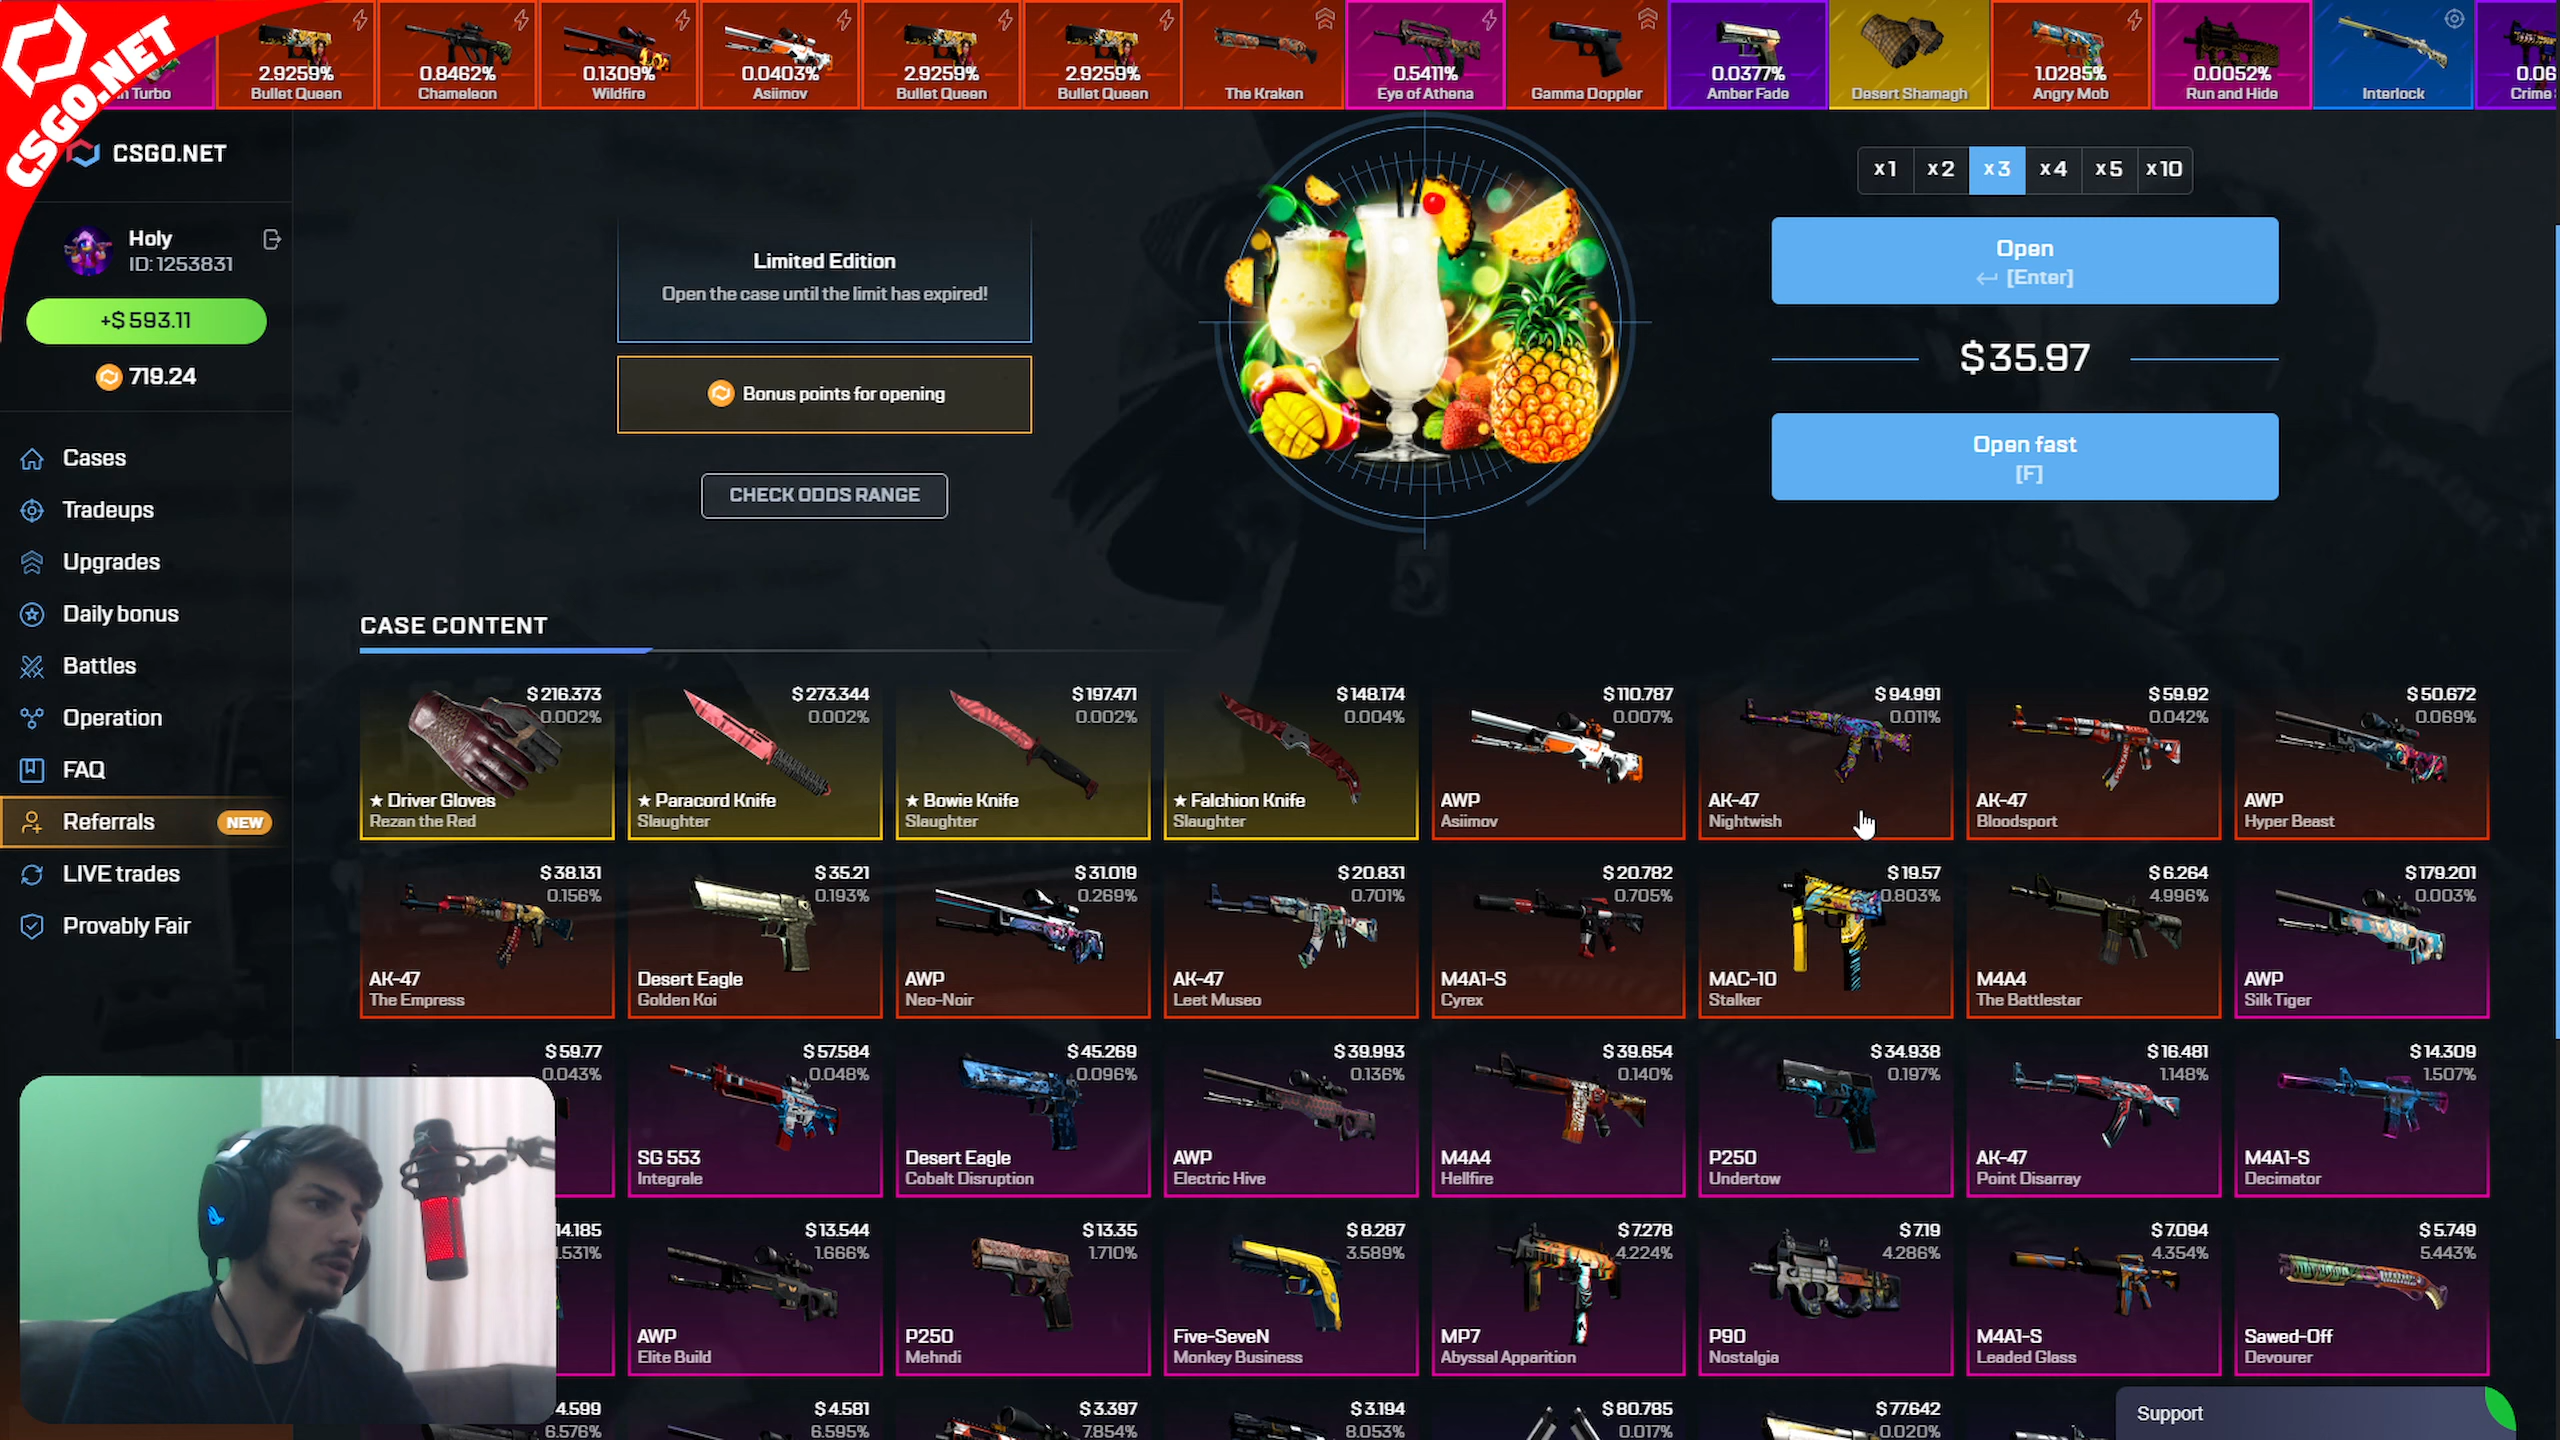 CSGO.NET
n Turbo
2.9259%
Bullet Queen
0.8462%
Chameleon
0.1309%
Wildfire
0.0403%
Asiimov
2.9259%
Bullet Queen
2.9259%
Bullet Queen
The Kraken
0.5411%
Eye of Athena
Gamma Doppler
0.0377%
Amber Fade
Desert Shamagh
1.0285%
Angry Mob
0.0052%
Run and Hide
Interlock
0.06
Crime
CSGO.NET
Holy
ID: 1253831
+$ 593.11
719.24
Cases
Tradeups
Upgrades
Daily bonus
Battles
Operation
FAQ
Referrals
NEW
LIVE trades
Provably Fair
Limited Edition
Open the case until the limit has expired!
Bonus points for opening
CHECK ODDS RANGE
x1
x2
x3
x4
x5
x10
Open
[Enter]
$35.97
Open fast
[F]
CASE CONTENT
$ 216.373
0.002%
★ Driver Gloves
Rezan the Red
$ 273.344
0.002%
★ Paracord Knife
Slaughter
$ 197.471
0.002%
★ Bowie Knife
Slaughter
$ 148.174
0.004%
★ Falchion Knife
Slaughter
$ 110.787
0.007%
AWP
Asiimov
$ 94.991
0.011%
AK-47
Nightwish
$ 59.92
0.042%
AK-47
Bloodsport
$ 50.672
0.069%
AWP
Hyper Beast
$ 38.131
0.156%
AK-47
The Empress
$ 35.21
0.193%
Desert Eagle
Golden Koi
$ 31.019
0.269%
AWP
Neo-Noir
$ 20.831
0.701%
AK-47
Leet Museo
$ 20.782
0.705%
M4A1-S
Cyrex
$ 19.57
0.803%
MAC-10
Stalker
$ 6.264
4.996%
M4A4
The Battlestar
$ 179.201
0.003%
AWP
Silk Tiger
$ 59.77
0.043%
$ 57.584
0.048%
SG 553
Integrale
$ 45.269
0.096%
Desert Eagle
Cobalt Disruption
$ 39.993
0.136%
AWP
Electric Hive
$ 39.654
0.140%
M4A4
Hellfire
$ 34.938
0.197%
P250
Undertow
$ 16.481
1.148%
AK-47
Point Disarray
$ 14.309
1.507%
M4A1-S
Decimator
14.185
.531%
$ 13.544
1.666%
AWP
Elite Build
$ 13.35
1.710%
P250
Mehndi
$ 8.287
3.589%
Five-SeveN
Monkey Business
$ 7.278
4.224%
MP7
Abyssal Apparition
$ 7.19
4.286%
P90
Nostalgia
$ 7.094
4.354%
M4A1-S
Leaded Glass
$ 5.749
5.443%
Sawed-Off
Devourer
4.599
6.576%
$ 4.581
6.595%
$ 3.397
7.854%
$ 3.194
8.053%
$ 80.785
0.017%
$ 77.642
0.020%
Support